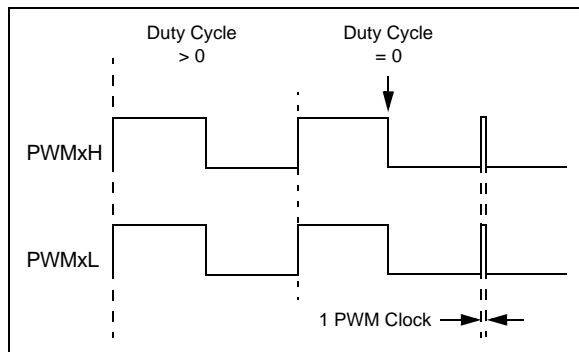 Duty Cycle
> 0
Duty Cycle
= 0
PWMxH
PWMxL
1 PWM Clock